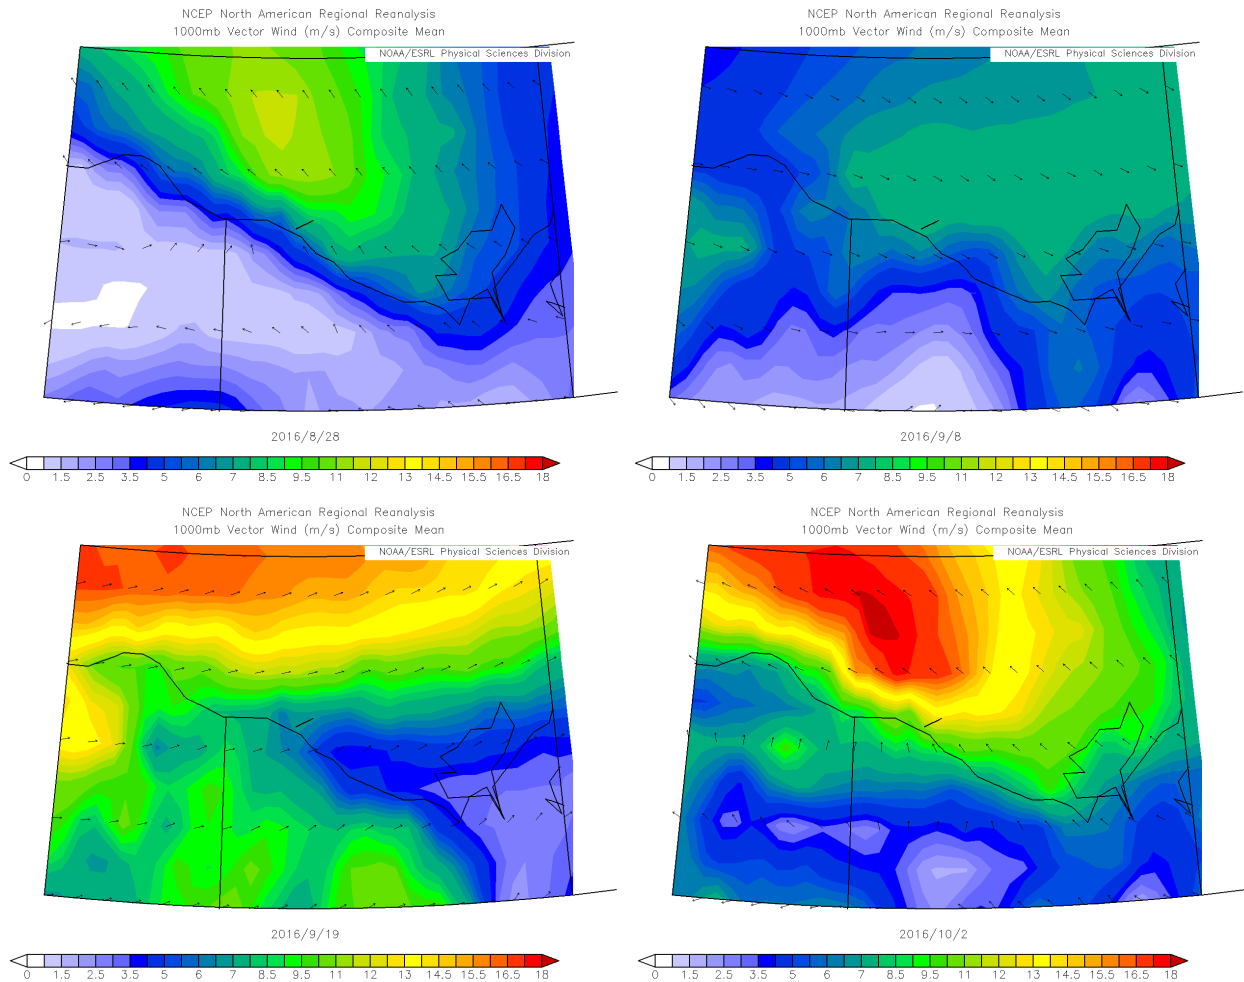 NCEP North American Regional Reanalysis
1000mb Vector Wind (m/s) Composite Mean
NOAA/ESRL Physical Sciences Division
2016/8/28
0 1.5 2.5 3.5 5 6 7 8.5 9.5 11 12 13 14.5 15.5 16.5 18
NCEP North American Regional Reanalysis
1000mb Vector Wind (m/s) Composite Mean
NOAA/ESRL Physical Sciences Division
2016/9/8
0 1.5 2.5 3.5 5 6 7 8.5 9.5 11 12 13 14.5 15.5 16.5 18
NCEP North American Regional Reanalysis
1000mb Vector Wind (m/s) Composite Mean
NOAA/ESRL Physical Sciences Division
2016/9/19
0 1.5 2.5 3.5 5 6 7 8.5 9.5 11 12 13 14.5 15.5 16.5 18
NCEP North American Regional Reanalysis
1000mb Vector Wind (m/s) Composite Mean
NOAA/ESRL Physical Sciences Division
2016/10/2
0 1.5 2.5 3.5 5 6 7 8.5 9.5 11 12 13 14.5 15.5 16.5 18